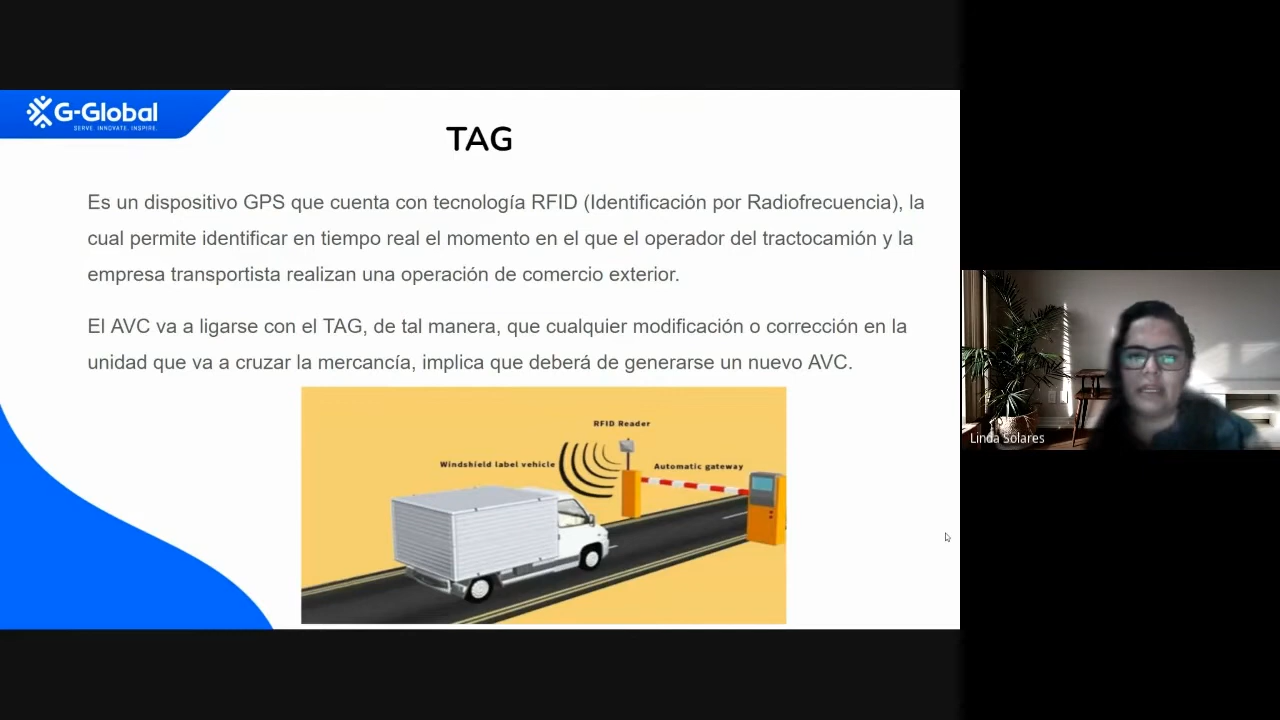 G-Global
SERVE. INNOVATE. INSPIRE.
TAG
Es un dispositivo GPS que cuenta con tecnología RFID (Identificación por Radiofrecuencia), la
cual permite identificar en tiempo real el momento en el que el operador del tractocamión y la
empresa transportista realizan una operación de comercio exterior.
El AVC va a ligarse con el TAG, de tal manera, que cualquier modificación o corrección en la
unidad que va a cruzar la mercancía, implica que deberá de generarse un nuevo AVC.
RFID Reader
Windshield label vehicle
Automatic gateway
Linda Solares